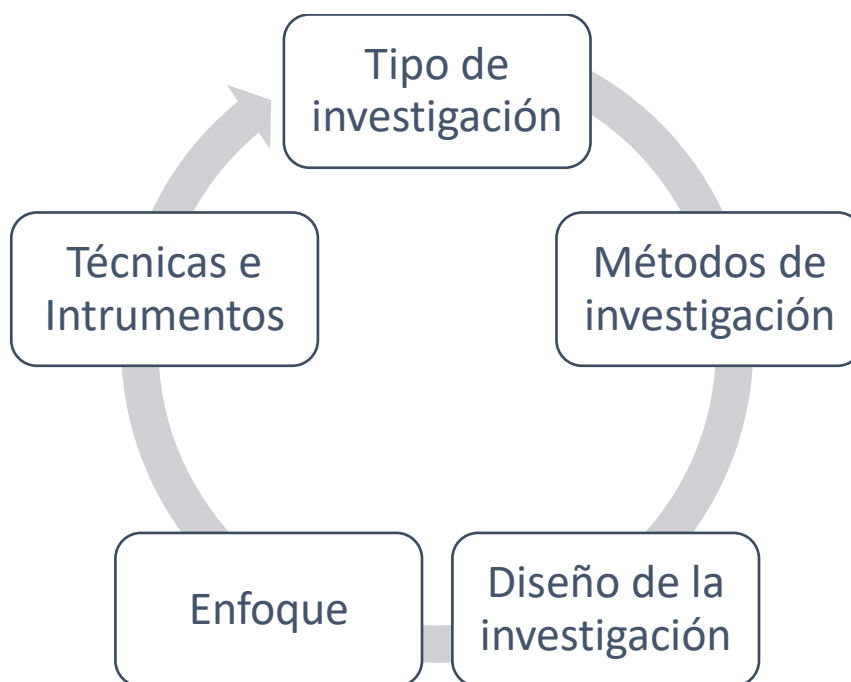 Tipo de
investigación
Métodos de
investigación
Diseño de la
investigación
Enfoque
Técnicas e
Intrumentos